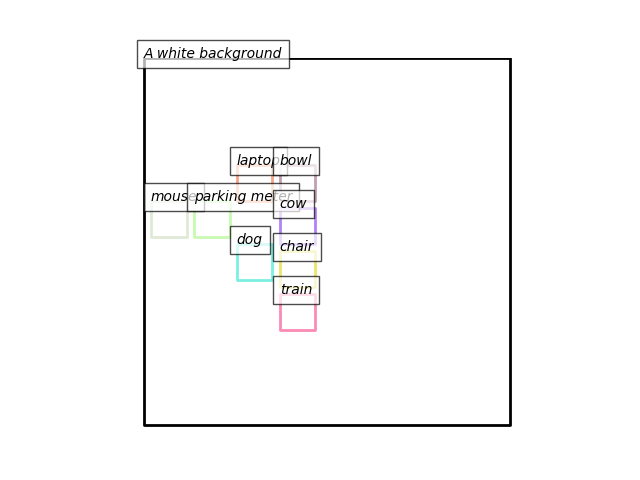 A white background
laptop
bowl
mouse
parking meter
cow
dog
chair
train